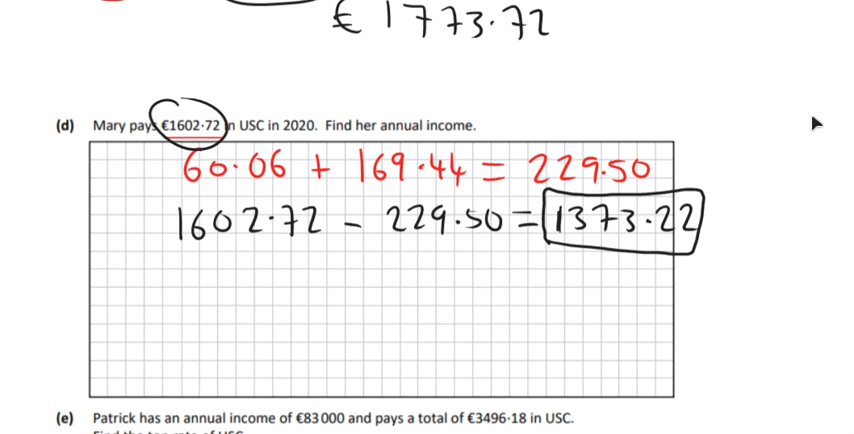 € 1773.72
(d) Mary pays €1602·72 in USC in 2020. Find her annual income.
60.06 + 169.44 = 229.50
1602.72 - 229.50 = 1373.22
(e) Patrick has an annual income of €83 000 and pays a total of €3496·18 in USC.